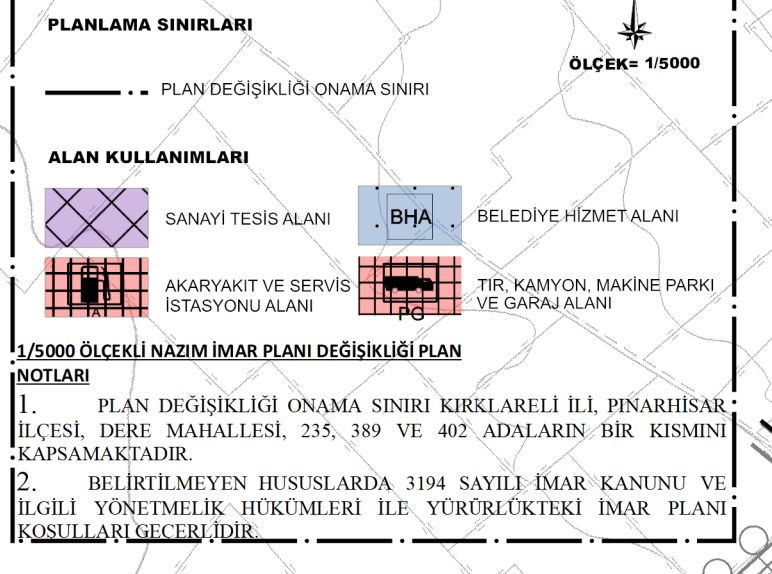 PLANLAMA SINIRLARI
ÖLÇEK= 1/5000
PLAN DEĞİŞİKLİĞİ ONAMA SINIRI
ALAN KULLANIMLARI
SANAYİ TESİS ALANI
BHA
BELEDİYE HİZMET ALANI
A
AKARYAKIT VE SERVİS
İSTASYONU ALANI
PG
TIR, KAMYON, MAKİNE PARKI
VE GARAJ ALANI
1/5000 ÖLÇEKLİ NAZIM İMAR PLANI DEĞİŞİKLİĞİ PLAN
NOTLARI
1. PLAN DEĞİŞİKLİĞİ ONAMA SINIRI KIRKLARELİ İLİ, PINARHİSAR
İLÇESİ, DERE MAHALLESİ, 235, 389 VE 402 ADALARIN BİR KISMINI
KAPSAMAKTADIR.
2. BELİRTİLMEYEN HUSUSLARDA 3194 SAYILI İMAR KANUNU VE
İLGİLİ YÖNETMELİK HÜKÜMLERİ İLE YÜRÜRLÜKTEKİ İMAR PLANI
KOŞULLARI GEÇERLİDİR.